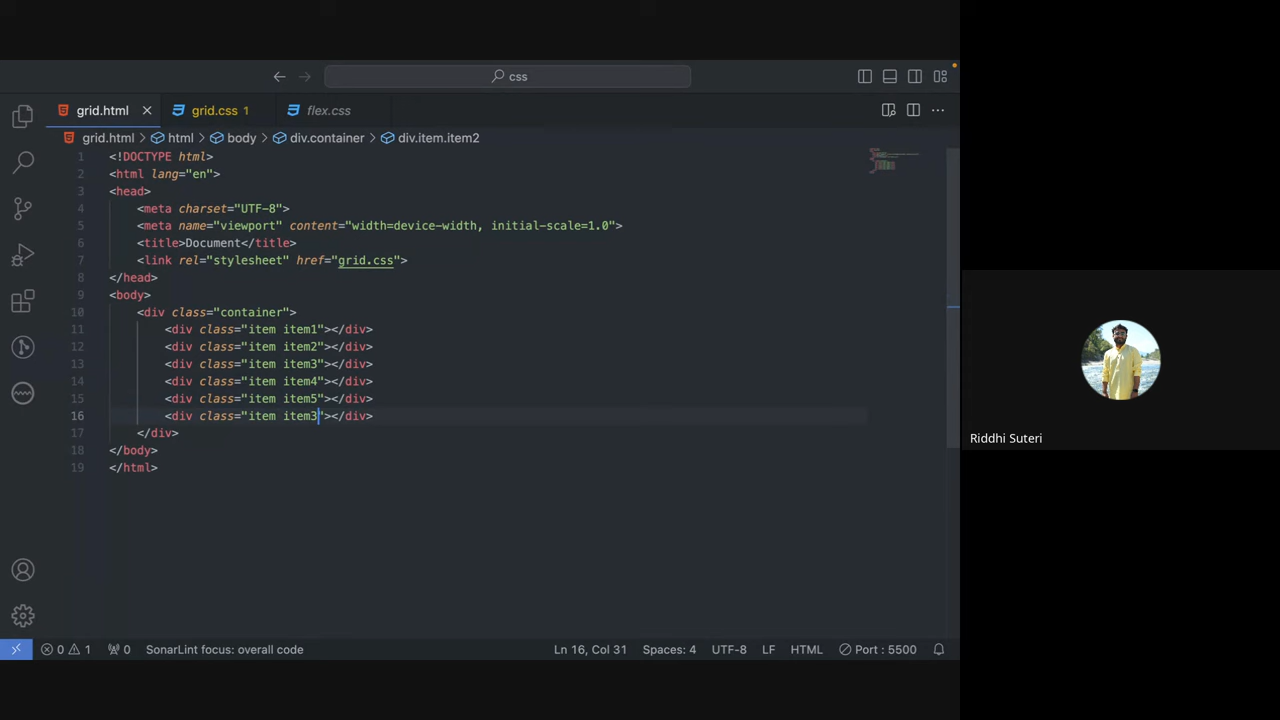 css
grid.html
grid.css 1
flex.css
grid.html > html > body > div.container > div.item.item2
1 <!DOCTYPE html>
2 <html lang="en">
3 <head>
4 <meta charset="UTF-8">
5 <meta name="viewport" content="width=device-width, initial-scale=1.0">
6 <title>Document</title>
7 <link rel="stylesheet" href="grid.css">
8 </head>
9 <body>
10 <div class="container">
11 <div class="item item1"></div>
12 <div class="item item2"></div>
13 <div class="item item3"></div>
14 <div class="item item4"></div>
15 <div class="item item5"></div>
16 <div class="item item3"></div>
17 </div>
18 </body>
19 </html>
Riddhi Suteri
0 1 0 SonarLint focus: overall code Ln 16, Col 31 Spaces: 4 UTF-8 LF HTML Port : 5500